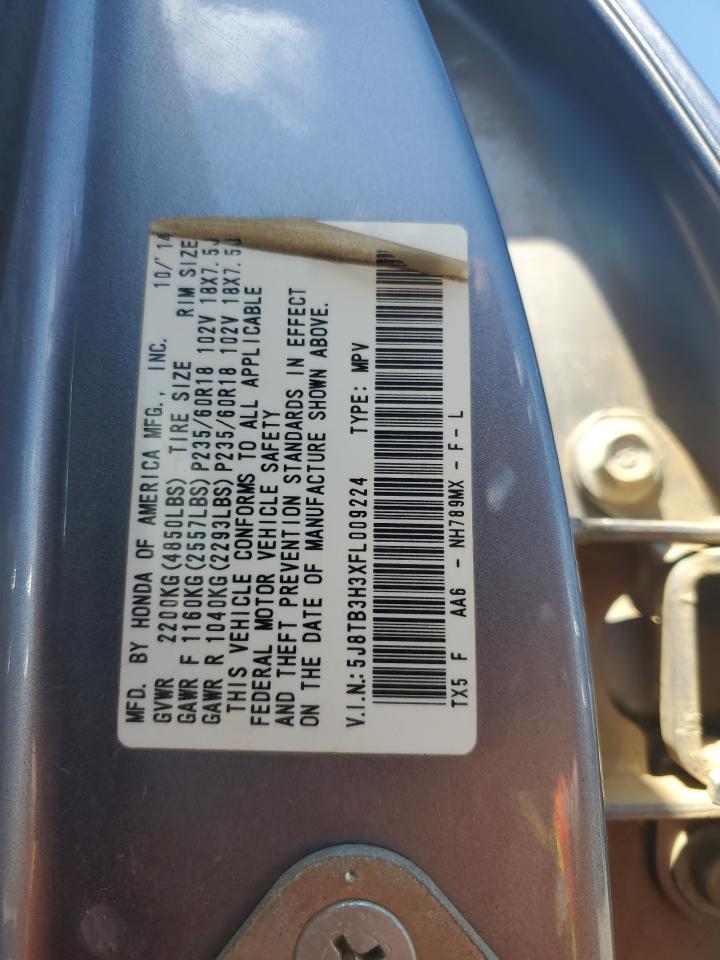 MFD. BY HONDA OF AMERICA MFG., INC. 10/'14
GVWR 2200KG(4850LBS) TIRE SIZE RIM SIZE
GAWR F 1160KG(2557LBS)P235/60R18 102V 18X7.5J
GAWR R 1040KG(2293LBS)P235/60R18 102V 18X7.5J
THIS VEHICLE CONFORMS TO ALL APPLICABLE
FEDERAL MOTOR VEHICLE SAFETY
AND THEFT PREVENTION STANDARDS IN EFFECT
ON THE DATE OF MANUFACTURE SHOWN ABOVE.
V.I.N.:5J8TB3H3XFL009224 TYPE: MPV
TX5 F AA6 - NH789MX - F - L